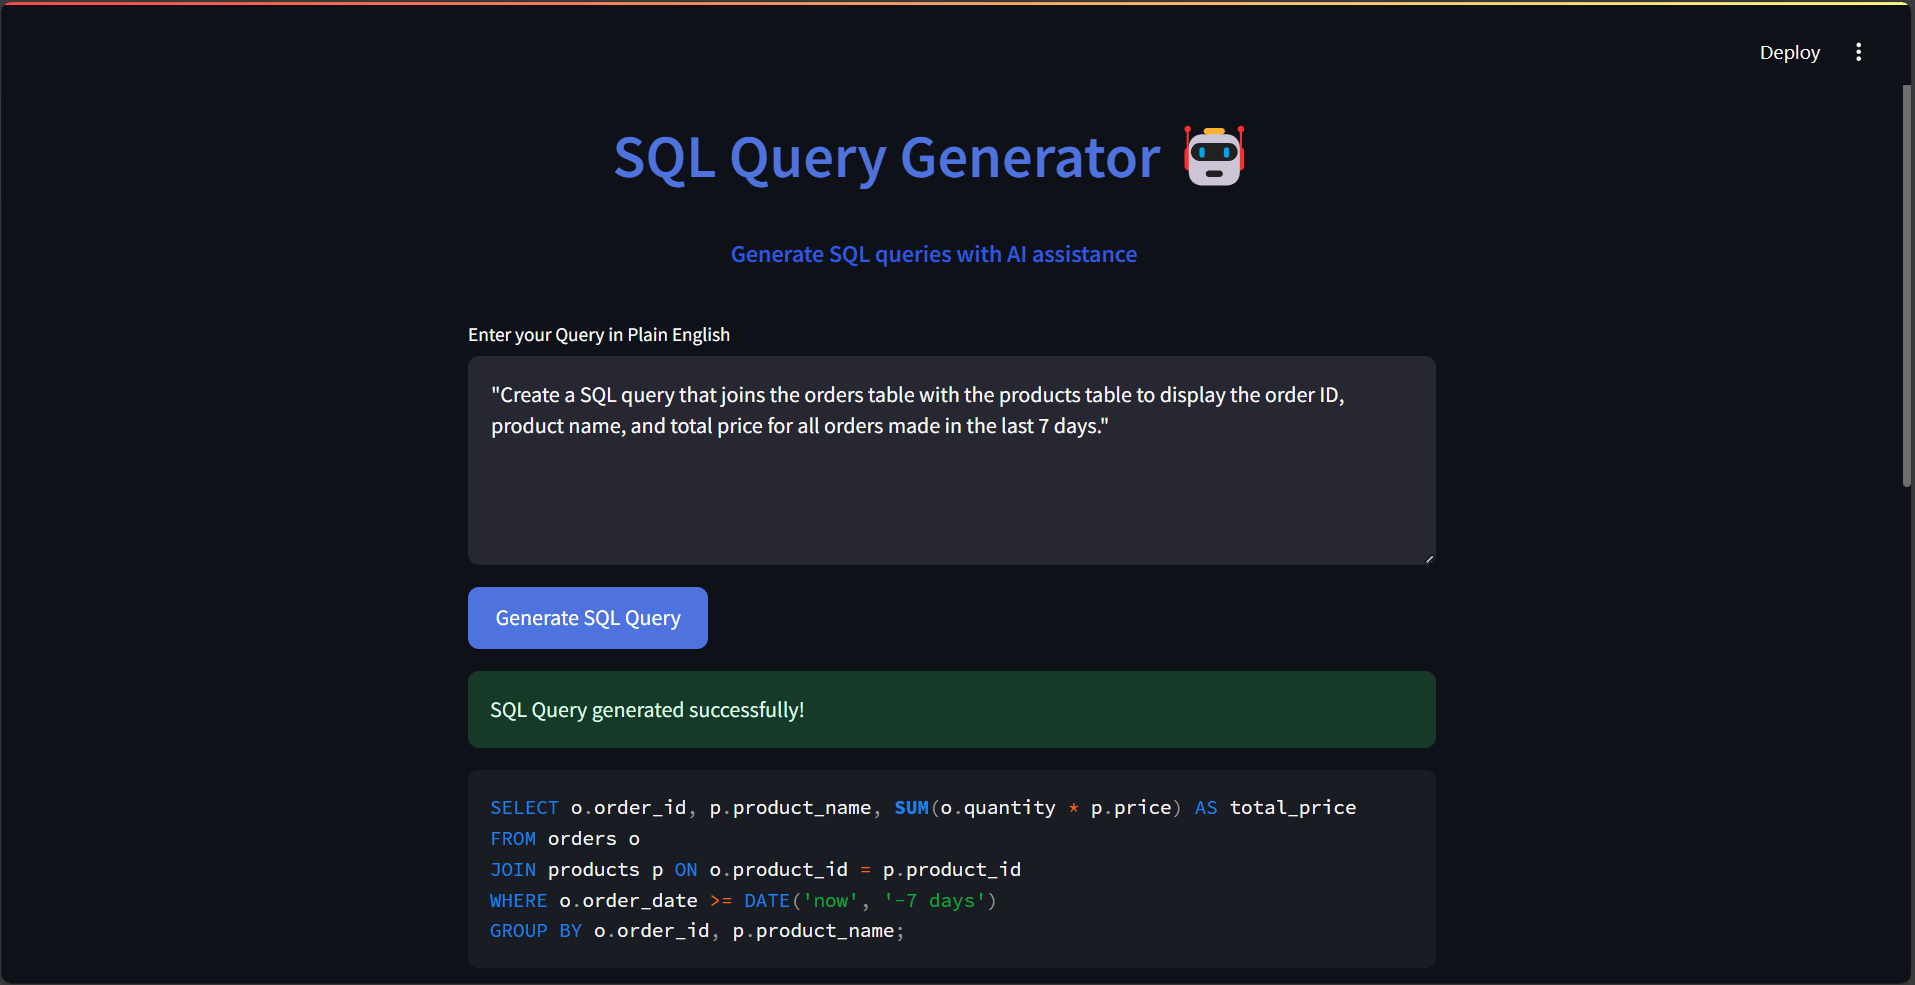 Deploy
SQL Query Generator
Generate SQL queries with AI assistance
Enter your Query in Plain English
"Create a SQL query that joins the orders table with the products table to display the order ID,
product name, and total price for all orders made in the last 7 days."
Generate SQL Query
SQL Query generated successfully!
SELECT o.order_id, p.product_name, SUM(o.quantity * p.price) AS total_price
FROM orders o
JOIN products p ON o.product_id = p.product_id
WHERE o.order_date >= DATE('now', '-7 days')
GROUP BY o.order_id, p.product_name;